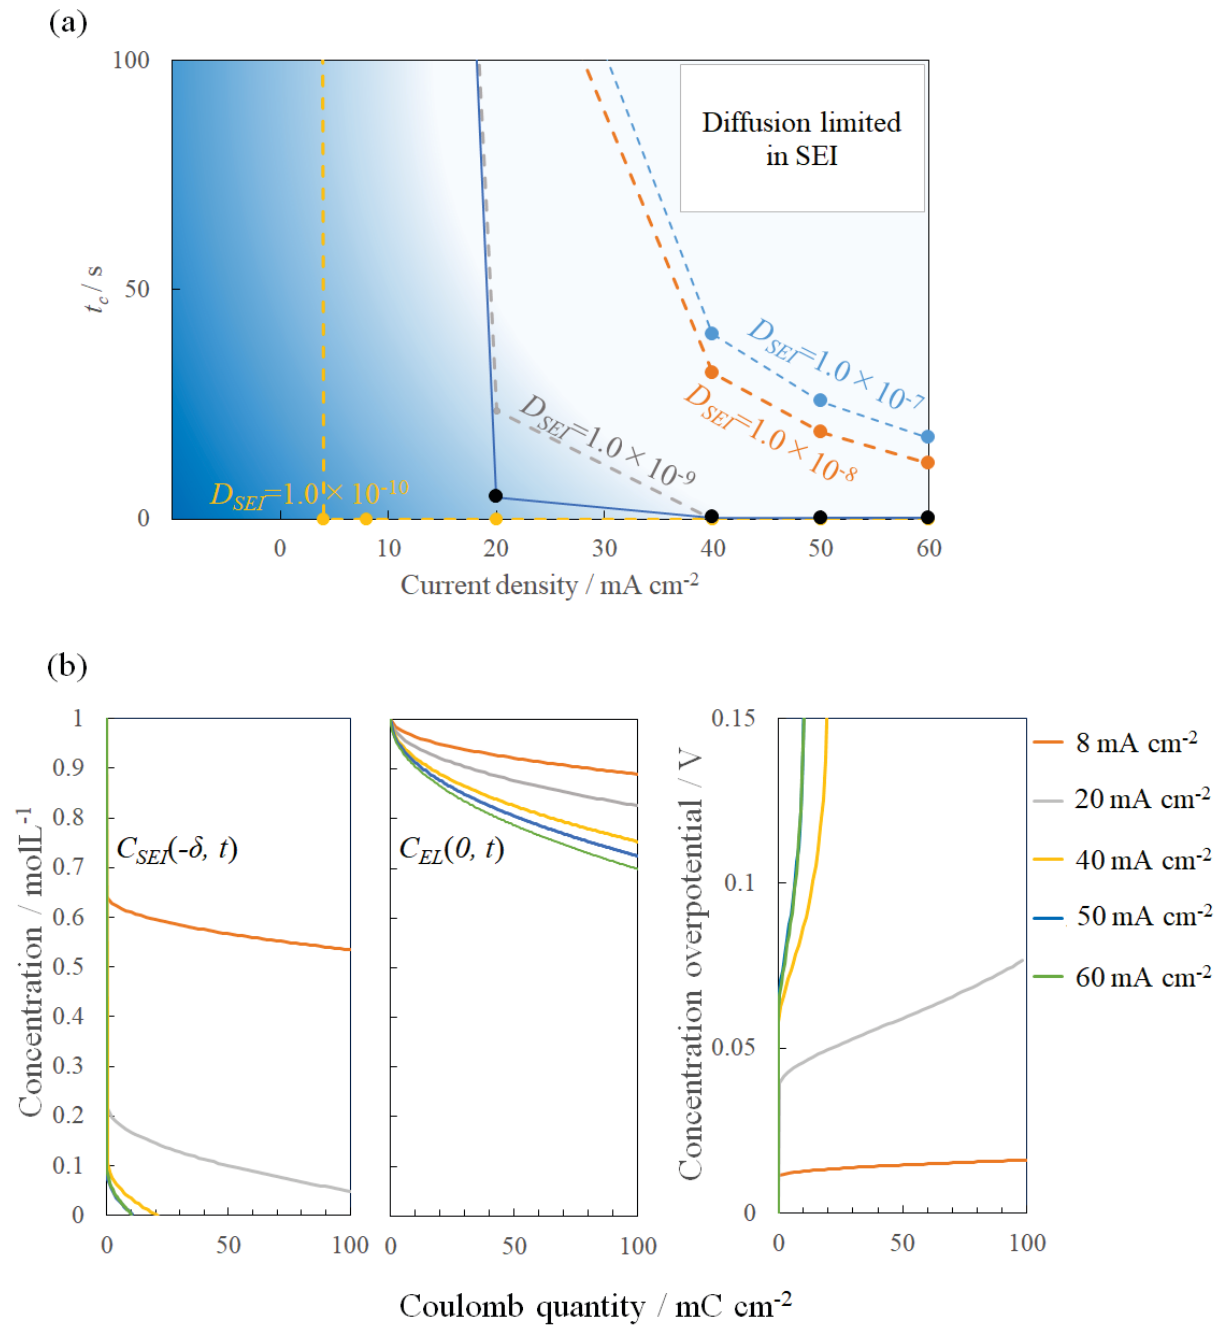 (a)
100
50
0
t_c / s
Diffusion limited
in SEI
D_SEI=1.0×10^-7
D_SEI=1.0×10^-8
D_SEI=1.0×10^-9
D_SEI=1.0×10^-10
0 10 20 30 40 50 60
Current density / mA cm^-2
(b)
Concentration / molL^-1
1
0.9
0.8
0.7
0.6
0.5
0.4
0.3
0.2
0.1
0
C_SEI(-δ, t)
0 50 100
C_EL(0, t)
0 50 100
Concentration overpotential / V
0.15
0.1
0.05
0
0 50 100
8 mA cm^-2
20 mA cm^-2
40 mA cm^-2
50 mA cm^-2
60 mA cm^-2
Coulomb quantity / mC cm^-2